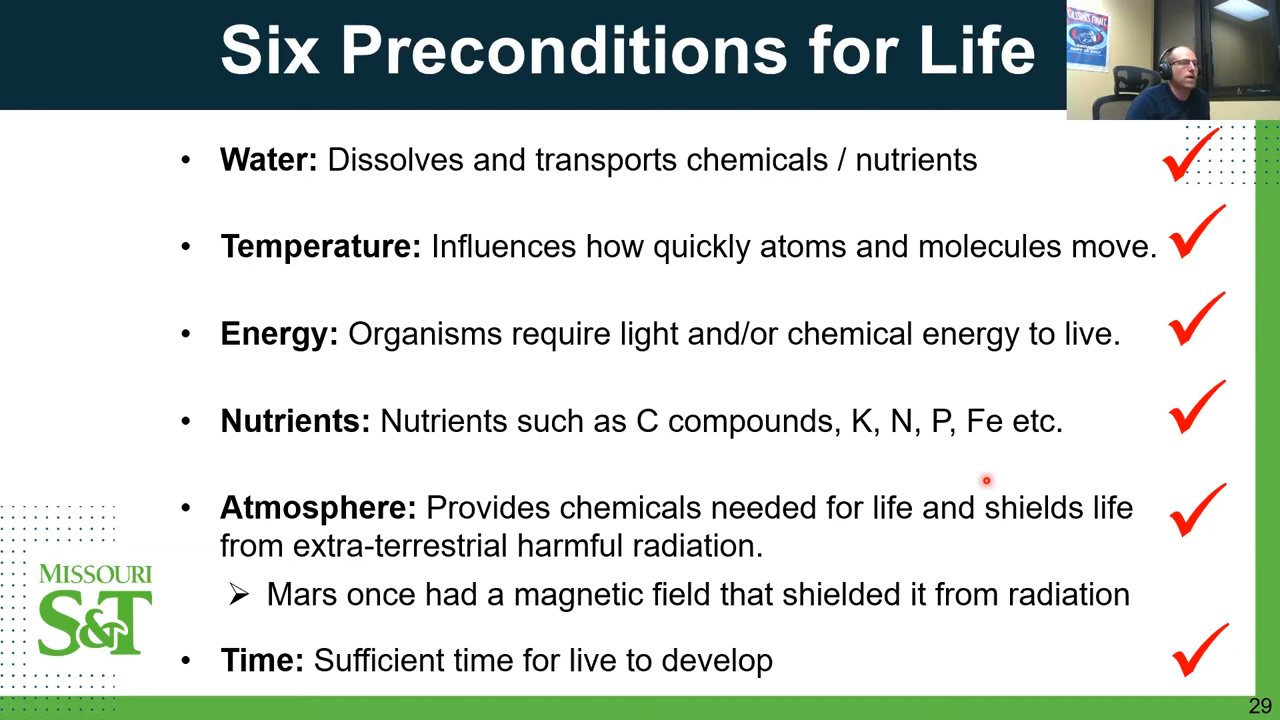 Six Preconditions for Life
• Water: Dissolves and transports chemicals / nutrients
• Temperature: Influences how quickly atoms and molecules move.
• Energy: Organisms require light and/or chemical energy to live.
• Nutrients: Nutrients such as C compounds, K, N, P, Fe etc.
• Atmosphere: Provides chemicals needed for life and shields life
from extra-terrestrial harmful radiation.
➢ Mars once had a magnetic field that shielded it from radiation
• Time: Sufficient time for live to develop
MISSOURI
S&T
29